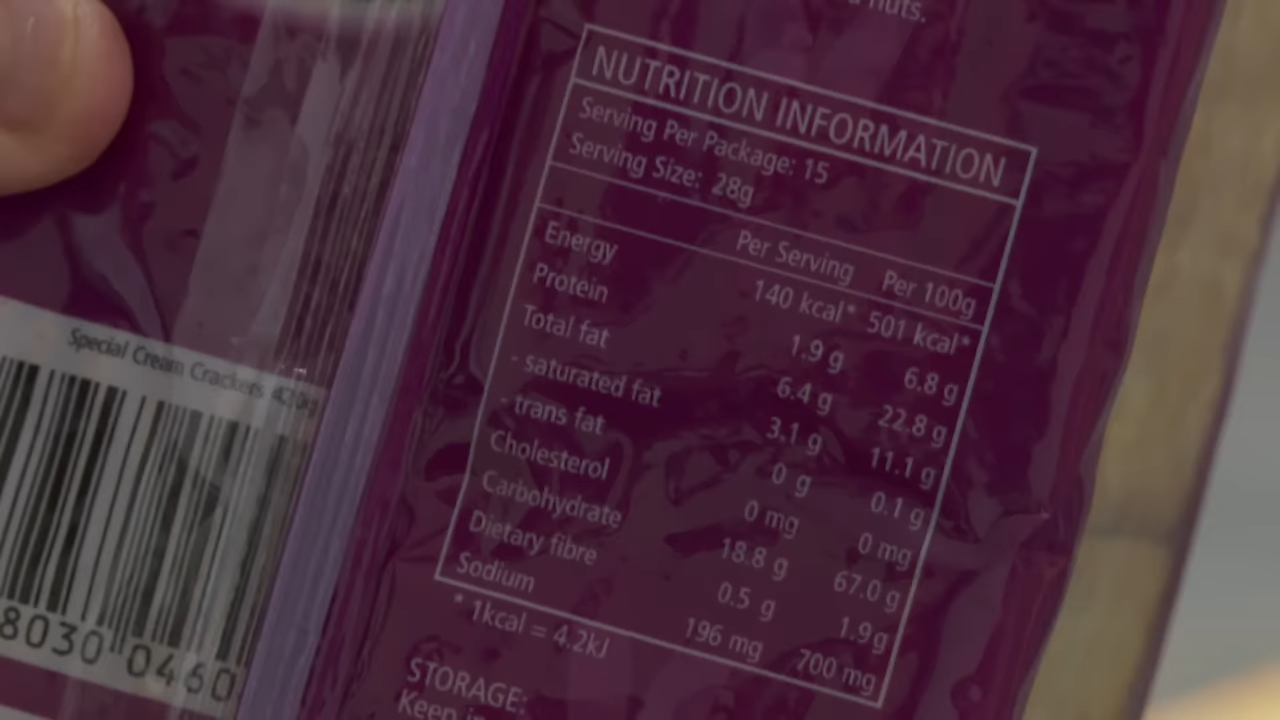 nuts.
NUTRITION INFORMATION
Serving Per Package: 15
Serving Size: 28g
Per Serving Per 100g
Energy 140 kcal* 501 kcal*
Protein 1.9 g 6.8 g
Total fat 6.4 g 22.8 g
- saturated fat 3.1 g 11.1 g
- trans fat 0 g 0.1 g
Cholesterol 0 mg 0 mg
Carbohydrate 18.8 g 67.0 g
Dietary fibre 0.5 g 1.9 g
Sodium 196 mg 700 mg
* 1kcal = 4.2kJ
STORAGE:
Keep
Special Cream Crackers 420g
8030 0460